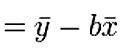 = ȳ − bx̄